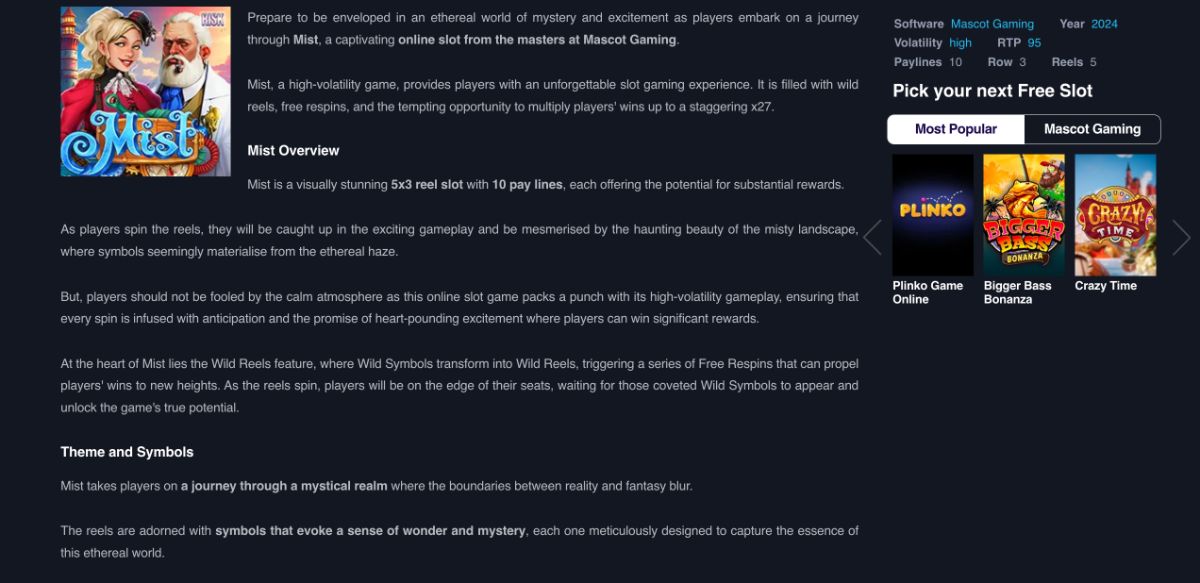 RISK
Mist
Prepare to be enveloped in an ethereal world of mystery and excitement as players embark on a journey
through Mist, a captivating online slot from the masters at Mascot Gaming.
Mist, a high-volatility game, provides players with an unforgettable slot gaming experience. It is filled with wild
reels, free respins, and the tempting opportunity to multiply players' wins up to a staggering x27.
Mist Overview
Mist is a visually stunning 5x3 reel slot with 10 pay lines, each offering the potential for substantial rewards.
As players spin the reels, they will be caught up in the exciting gameplay and be mesmerised by the haunting beauty of the misty landscape,
where symbols seemingly materialise from the ethereal haze.
But, players should not be fooled by the calm atmosphere as this online slot game packs a punch with its high-volatility gameplay, ensuring that
every spin is infused with anticipation and the promise of heart-pounding excitement where players can win significant rewards.
At the heart of Mist lies the Wild Reels feature, where Wild Symbols transform into Wild Reels, triggering a series of Free Respins that can propel
players' wins to new heights. As the reels spin, players will be on the edge of their seats, waiting for those coveted Wild Symbols to appear and
unlock the game's true potential.
Theme and Symbols
Mist takes players on a journey through a mystical realm where the boundaries between reality and fantasy blur.
The reels are adorned with symbols that evoke a sense of wonder and mystery, each one meticulously designed to capture the essence of
this ethereal world.
Software Mascot Gaming Year 2024
Volatility high RTP 95
Paylines 10 Row 3 Reels 5
Pick your next Free Slot
Most Popular Mascot Gaming
PLINKO
BIGGER
BASS
BONANZA
CRAZY
TIME
Plinko Game
Online
Bigger Bass
Bonanza
Crazy Time